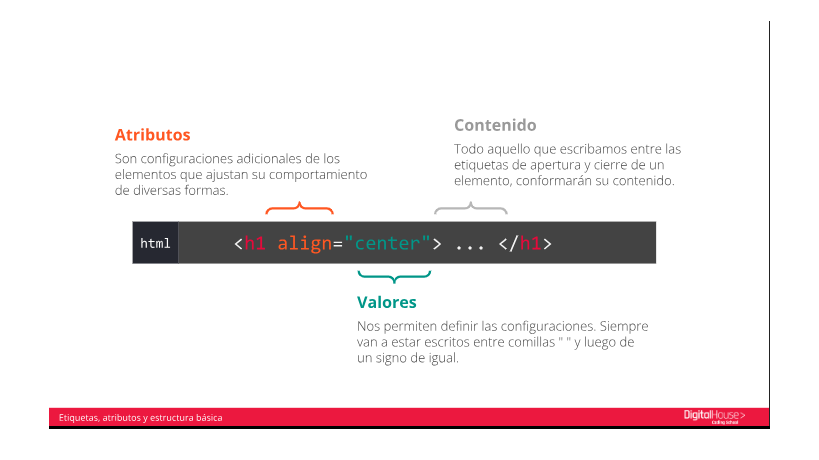 Atributos
Son configuraciones adicionales de los
elementos que ajustan su comportamiento
de diversas formas.
Contenido
Todo aquello que escribamos entre las
etiquetas de apertura y cierre de un
elemento, conformarán su contenido.
html
<h1 align="center"> ... </h1>
Valores
Nos permiten definir las configuraciones. Siempre
van a estar escritos entre comillas " " y luego de
un signo de igual.
Etiquetas, atributos y estructura básica
DigitalHouse>
Coding School